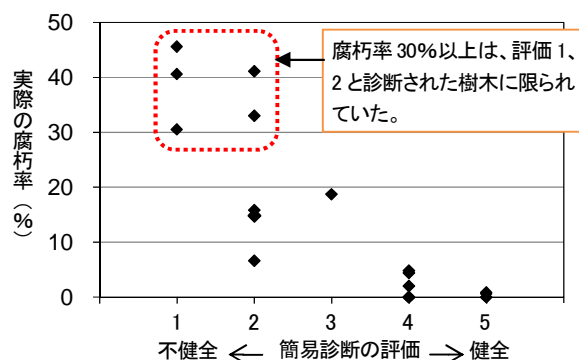 50
40
30
20
10
0
実際の腐朽率（%）
腐朽率 30%以上は、評価 1、
2 と診断された樹木に限られ
ていた。
1 2 3 4 5
不健全 ← 簡易診断の評価 → 健全